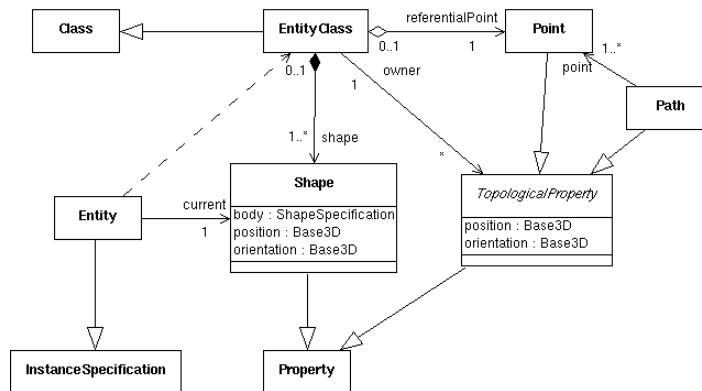 Class
EntityClass
referentialPoint
Point
0..1
1
0..1
1
owner
1..*
point
Path
1..*
shape
*
Shape
TopologicalProperty
Entity
current
1
body : ShapeSpecification
position : Base3D
orientation : Base3D
position : Base3D
orientation : Base3D
InstanceSpecification
Property